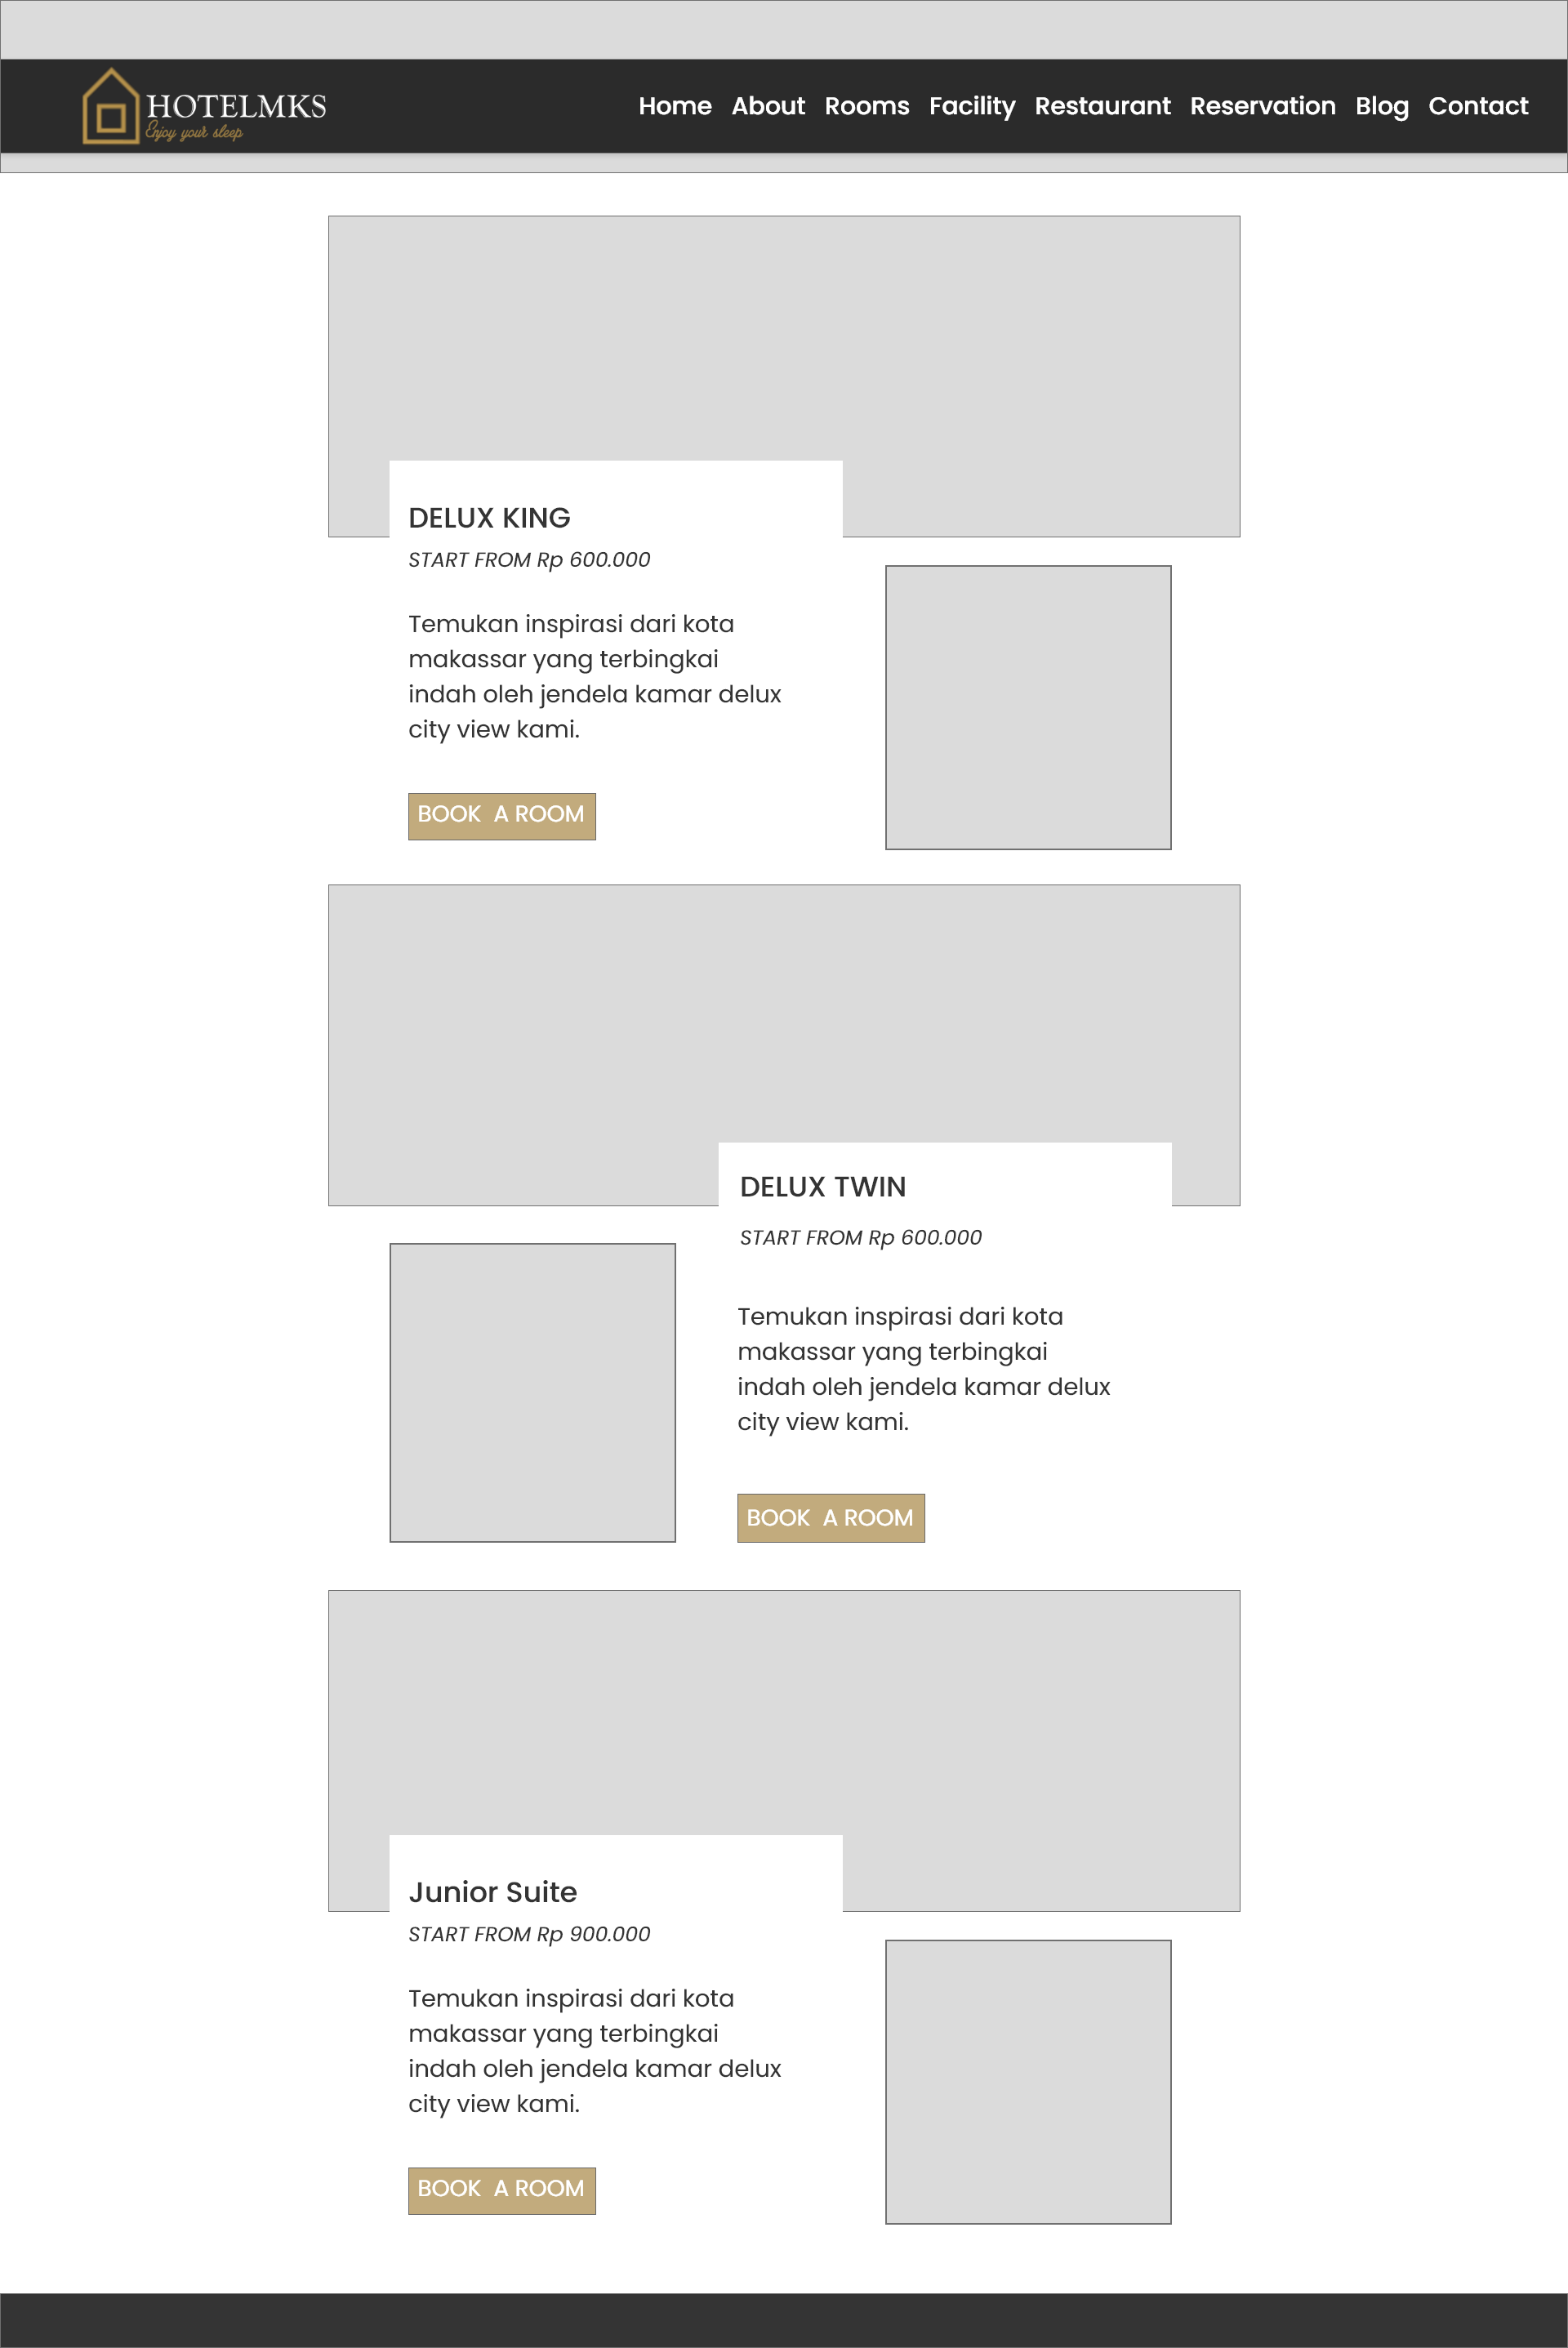 HOTELMKS
Enjoy your sleep
Home About Rooms Facility Restaurant Reservation Blog Contact
DELUX KING
START FROM Rp 600.000
Temukan inspirasi dari kota
makassar yang terbingkai
indah oleh jendela kamar delux
city view kami.
BOOK A ROOM
DELUX TWIN
START FROM Rp 600.000
Temukan inspirasi dari kota
makassar yang terbingkai
indah oleh jendela kamar delux
city view kami.
BOOK A ROOM
Junior Suite
START FROM Rp 900.000
Temukan inspirasi dari kota
makassar yang terbingkai
indah oleh jendela kamar delux
city view kami.
BOOK A ROOM